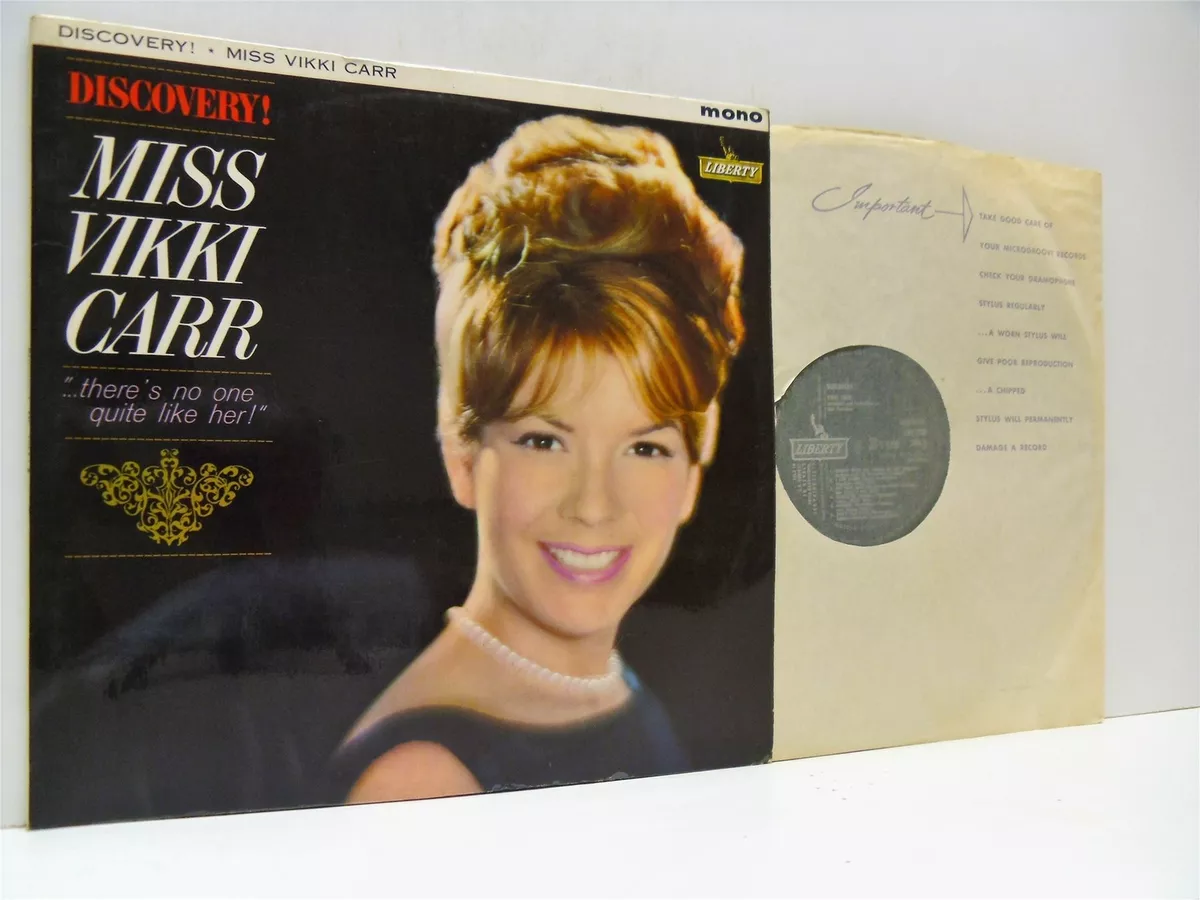 DISCOVERY! • MISS VIKKI CARR
mono
DISCOVERY!
MISS
VIKKI
CARR
"...there's no one
quite like her!"
LIBERTY
Important
TAKE GOOD CARE OF
YOUR MICROGROOVE RECORDS
CHECK YOUR GRAMOPHONE
STYLUS REGULARLY
...A WORN STYLUS WILL
GIVE POOR REPRODUCTION
...A CHIPPED
STYLUS WILL PERMANENTLY
DAMAGE A RECORD
LIBERTY